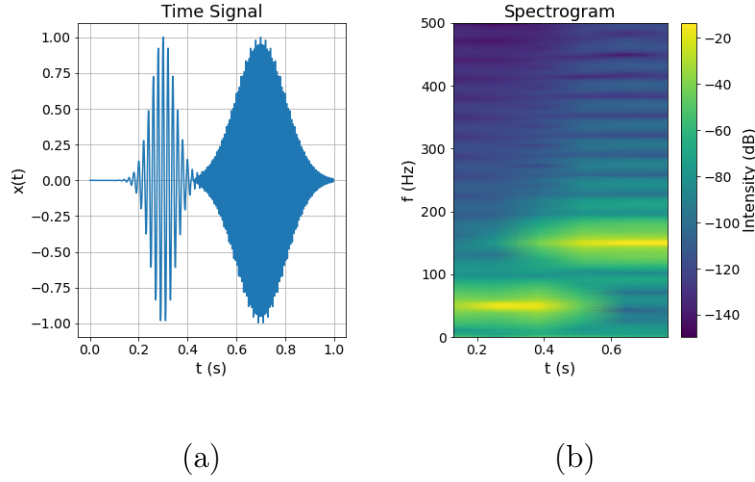 Time Signal
1.00
0.75
0.50
0.25
0.00
−0.25
−0.50
−0.75
−1.00
x(t)
0.0 0.2 0.4 0.6 0.8 1.0
t (s)
(a)
Spectrogram
500
400
300
200
100
0
f (Hz)
0.2 0.4 0.6
t (s)
−20
−40
−60
−80
−100
−120
−140
Intensity (dB)
(b)